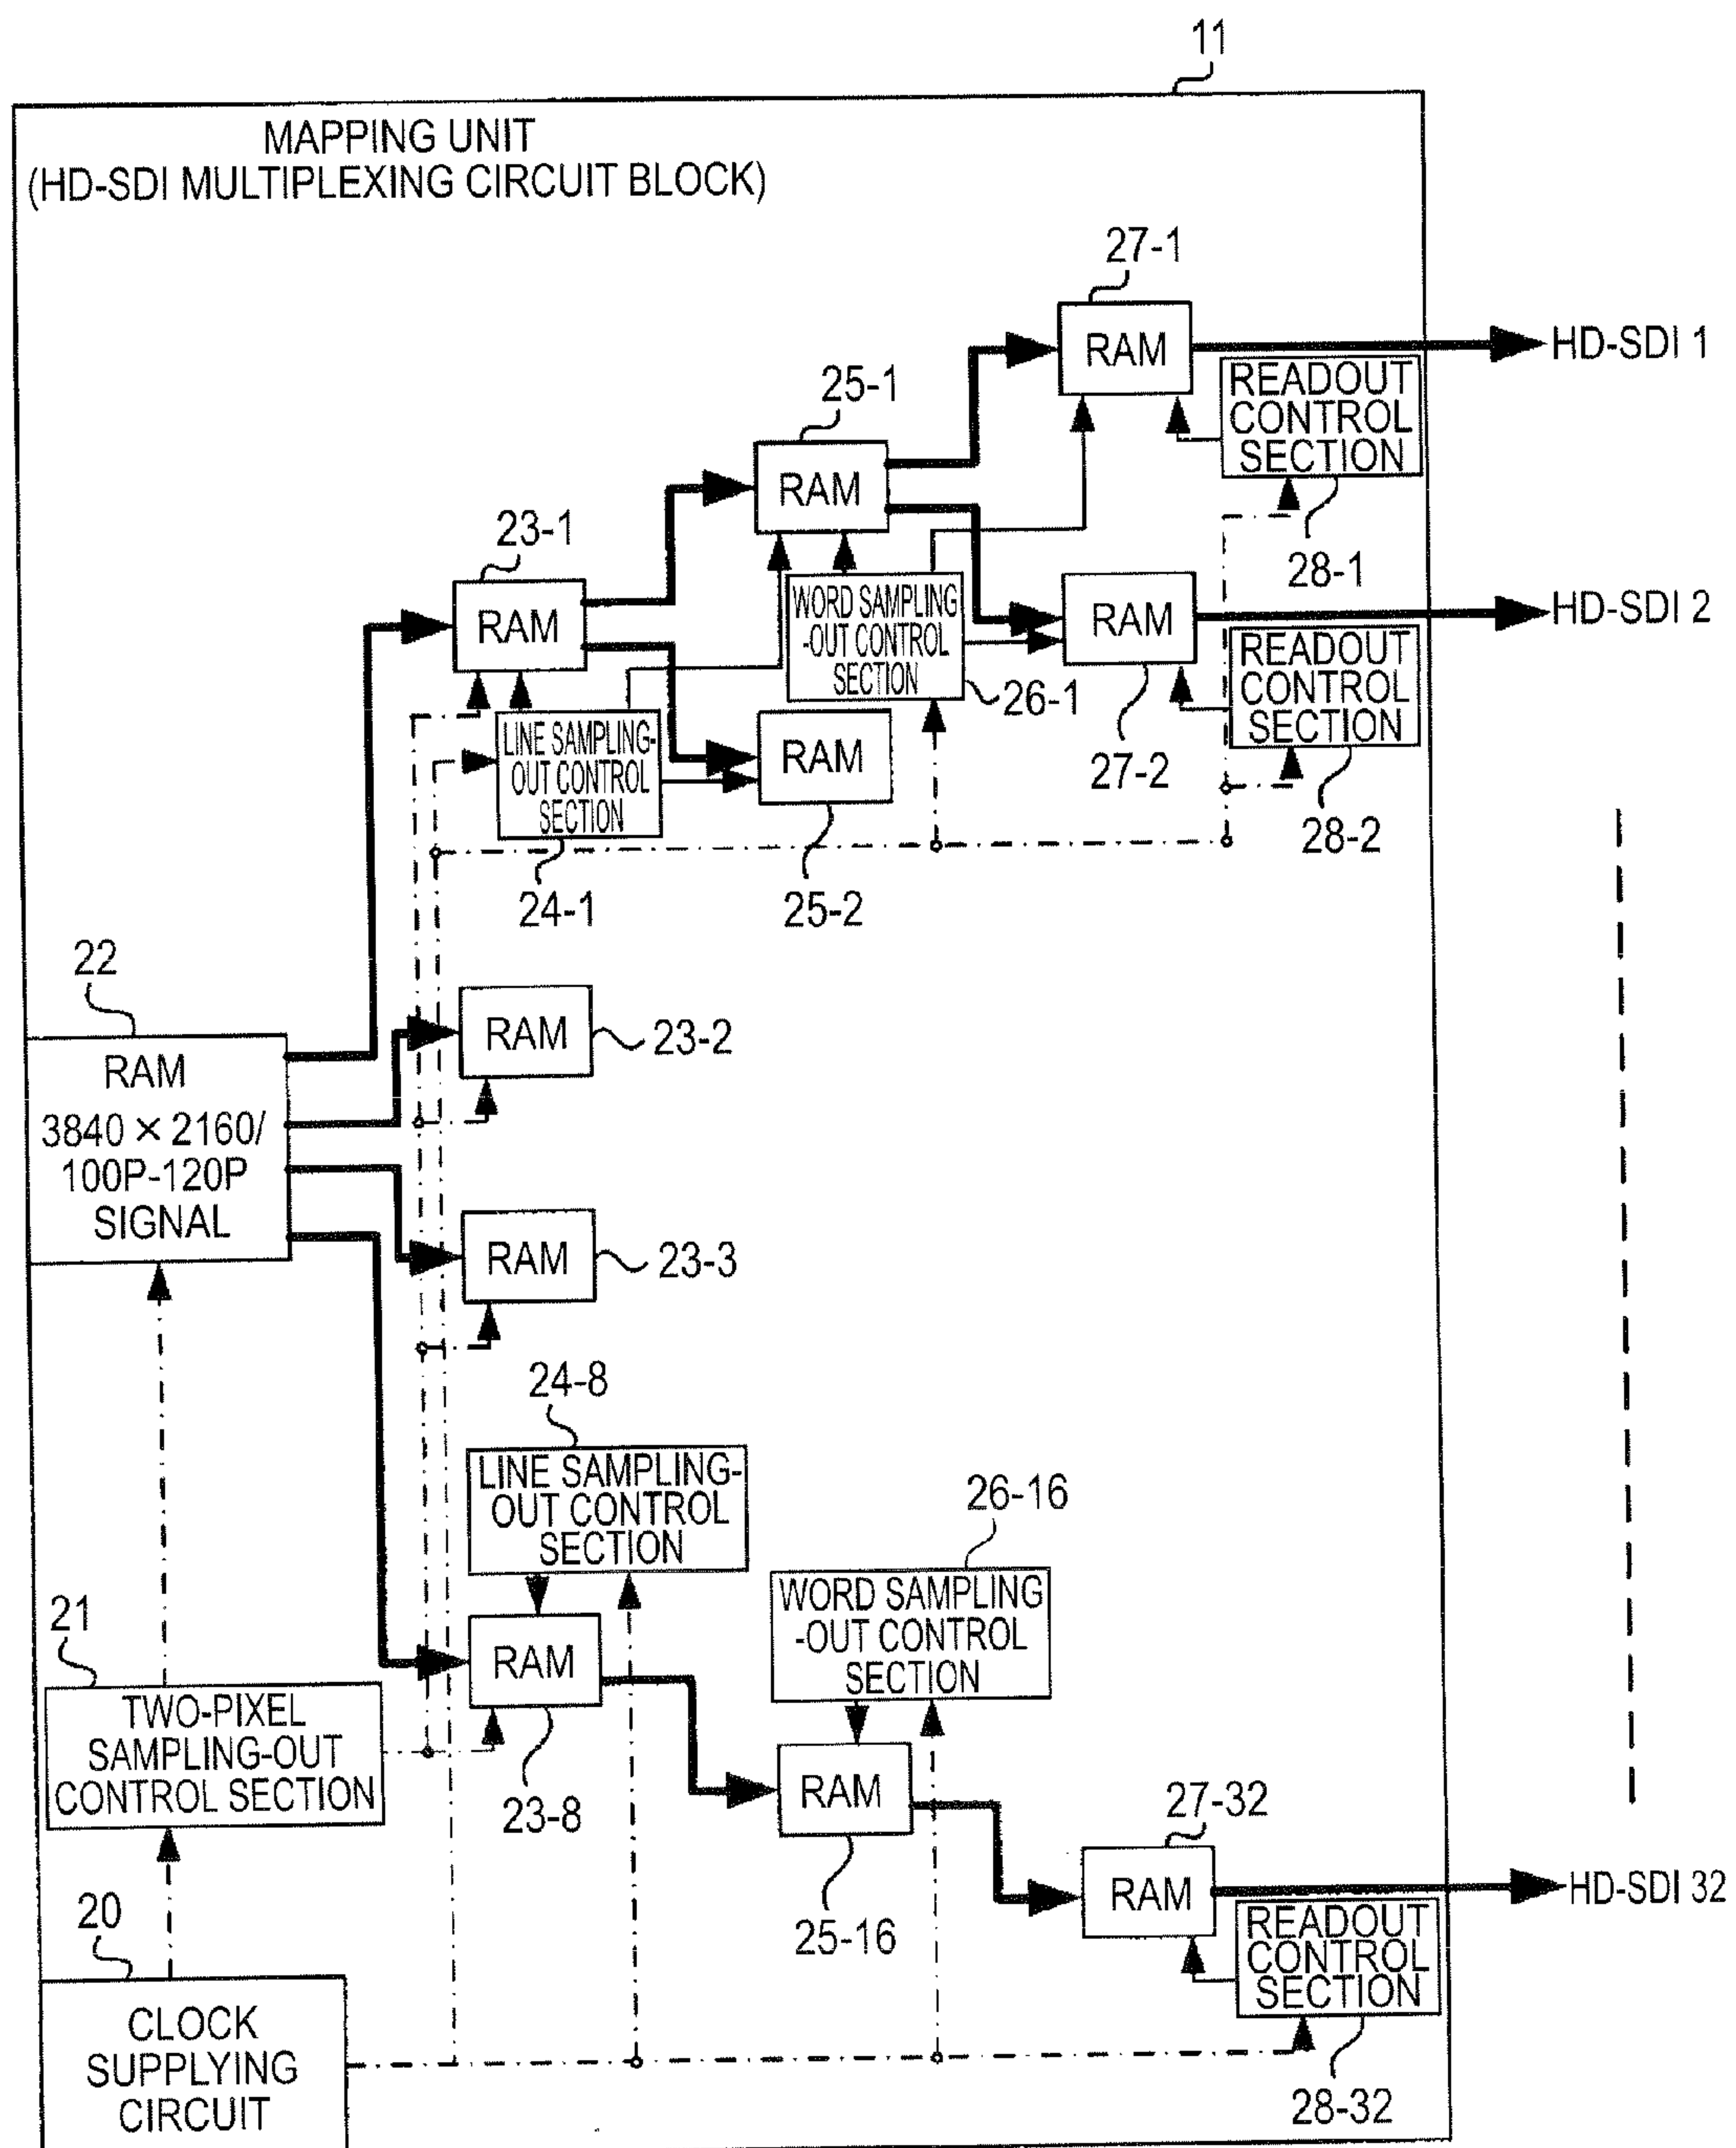 11
MAPPING UNIT
(HD-SDI MULTIPLEXING CIRCUIT BLOCK)
27-1
RAM
HD-SDI 1
READOUT
CONTROL
SECTION
28-1
25-1
RAM
23-1
RAM
WORD SAMPLING
-OUT CONTROL
SECTION
26-1
RAM
27-2
HD-SDI 2
READOUT
CONTROL
SECTION
28-2
LINE SAMPLING-
OUT CONTROL
SECTION
24-1
RAM
25-2
22
RAM
3840 × 2160/
100P-120P
SIGNAL
RAM
23-2
RAM
23-3
24-8
LINE SAMPLING-
OUT CONTROL
SECTION
26-16
WORD SAMPLING
-OUT CONTROL
SECTION
21
TWO-PIXEL
SAMPLING-OUT
CONTROL SECTION
RAM
23-8
RAM
25-16
27-32
RAM
HD-SDI 32
READOUT
CONTROL
SECTION
28-32
20
CLOCK
SUPPLYING
CIRCUIT